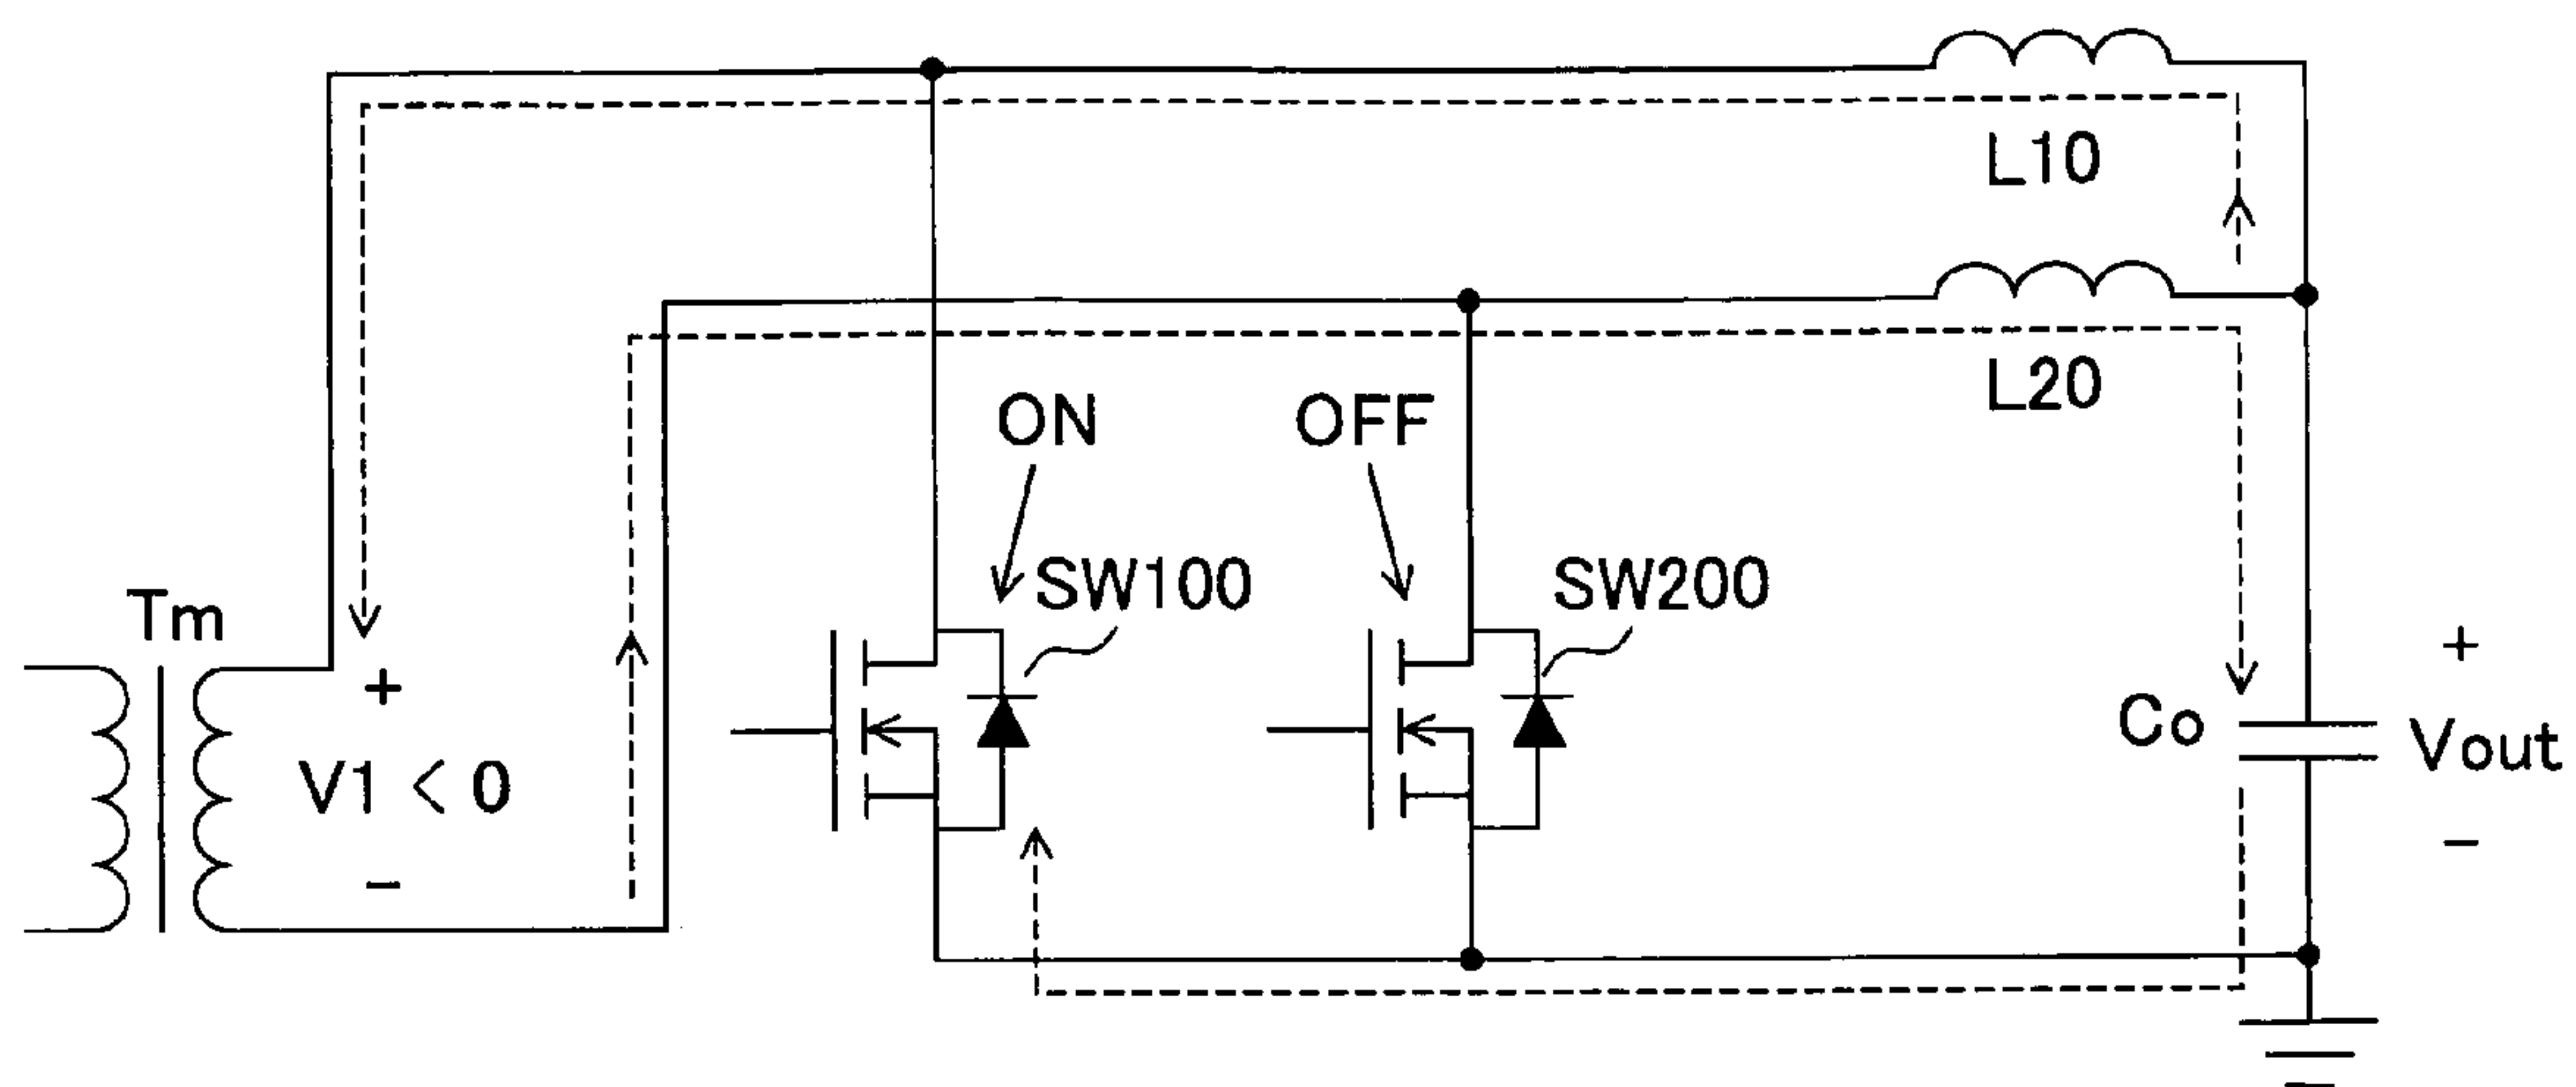 L10
L20
ON
OFF
SW100
SW200
Tm
+
V1 < 0
−
Co
+
Vout
−